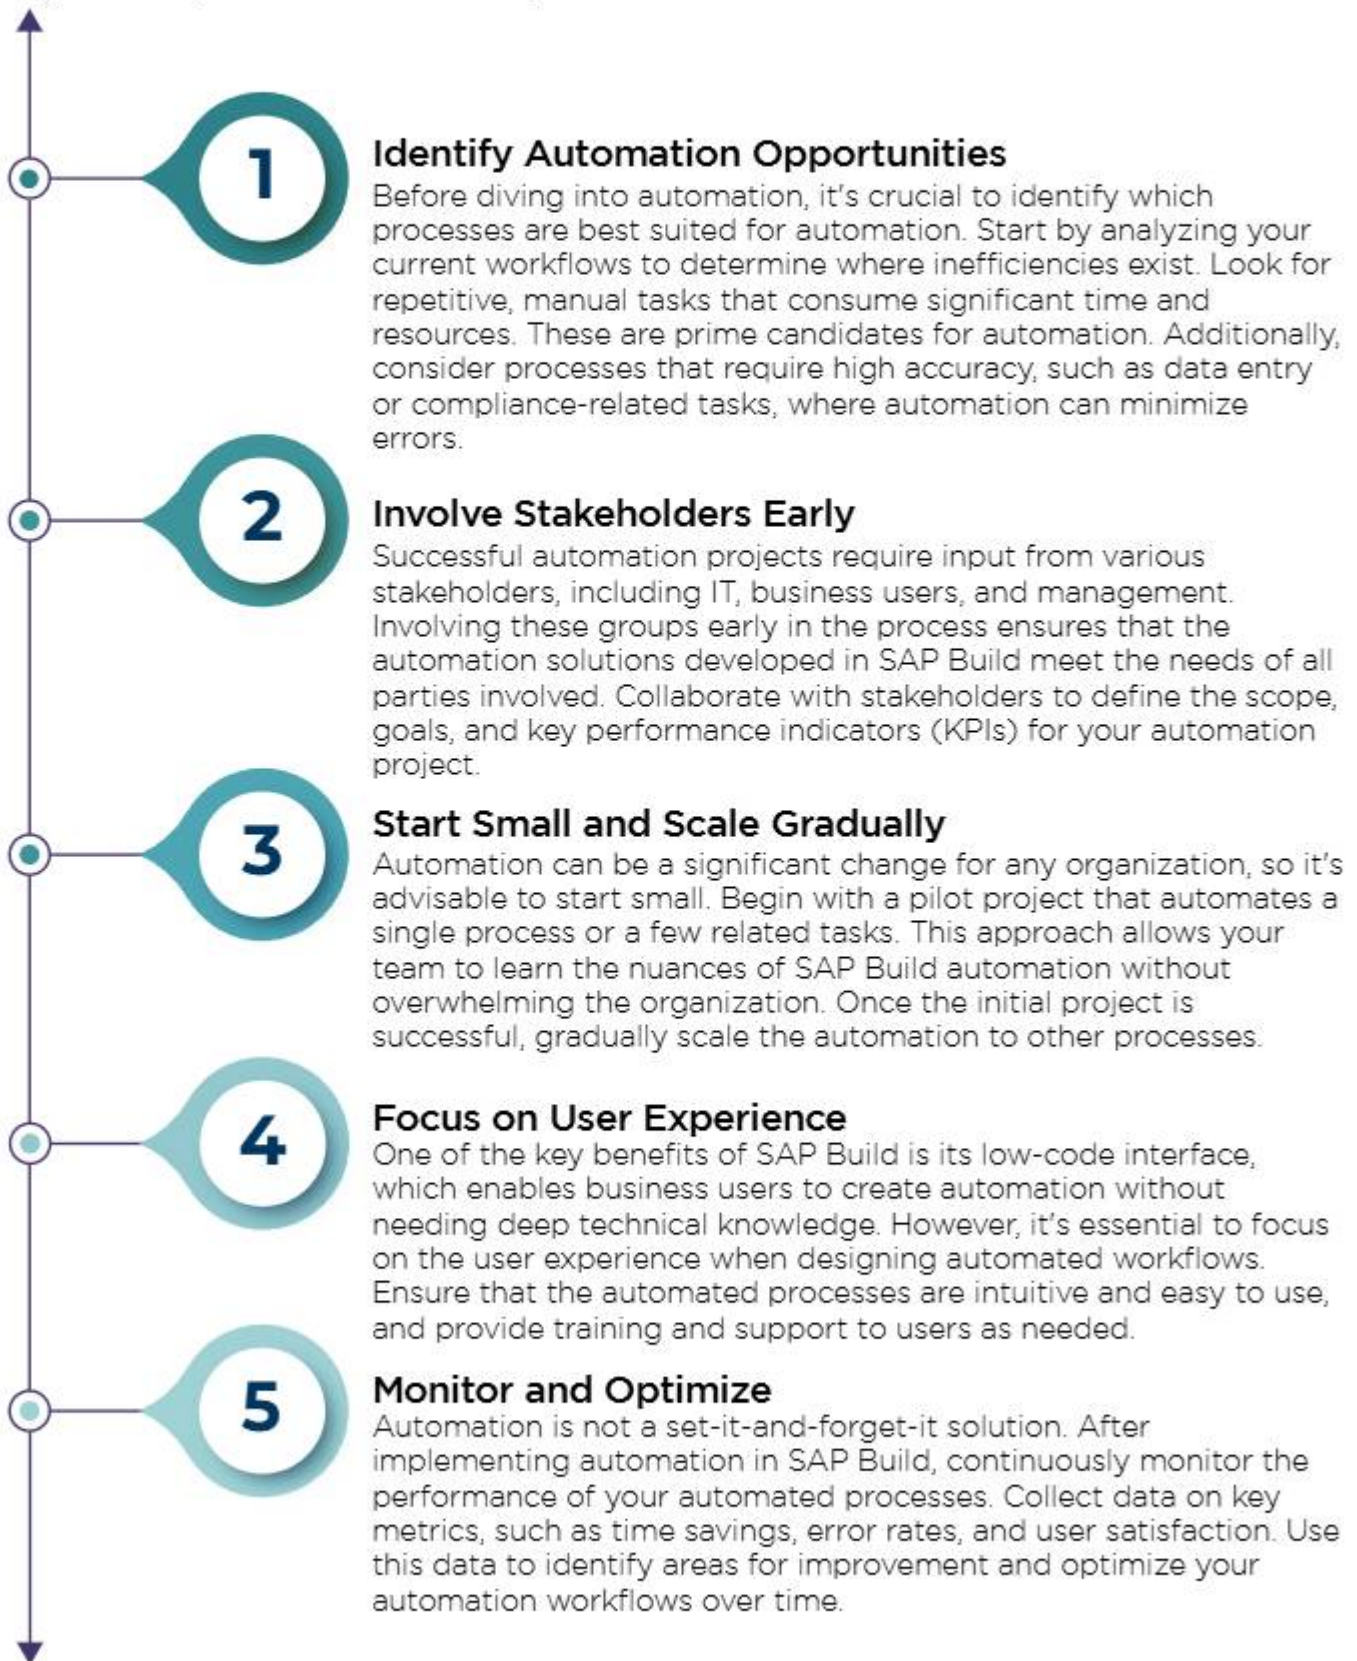 1
Identify Automation Opportunities
Before diving into automation, it's crucial to identify which
processes are best suited for automation. Start by analyzing your
current workflows to determine where inefficiencies exist. Look for
repetitive, manual tasks that consume significant time and
resources. These are prime candidates for automation. Additionally,
consider processes that require high accuracy, such as data entry
or compliance-related tasks, where automation can minimize
errors.
2
Involve Stakeholders Early
Successful automation projects require input from various
stakeholders, including IT, business users, and management.
Involving these groups early in the process ensures that the
automation solutions developed in SAP Build meet the needs of all
parties involved. Collaborate with stakeholders to define the scope,
goals, and key performance indicators (KPIs) for your automation
project.
3
Start Small and Scale Gradually
Automation can be a significant change for any organization, so it's
advisable to start small. Begin with a pilot project that automates a
single process or a few related tasks. This approach allows your
team to learn the nuances of SAP Build automation without
overwhelming the organization. Once the initial project is
successful, gradually scale the automation to other processes.
4
Focus on User Experience
One of the key benefits of SAP Build is its low-code interface,
which enables business users to create automation without
needing deep technical knowledge. However, it's essential to focus
on the user experience when designing automated workflows.
Ensure that the automated processes are intuitive and easy to use,
and provide training and support to users as needed.
5
Monitor and Optimize
Automation is not a set-it-and-forget-it solution. After
implementing automation in SAP Build, continuously monitor the
performance of your automated processes. Collect data on key
metrics, such as time savings, error rates, and user satisfaction. Use
this data to identify areas for improvement and optimize your
automation workflows over time.